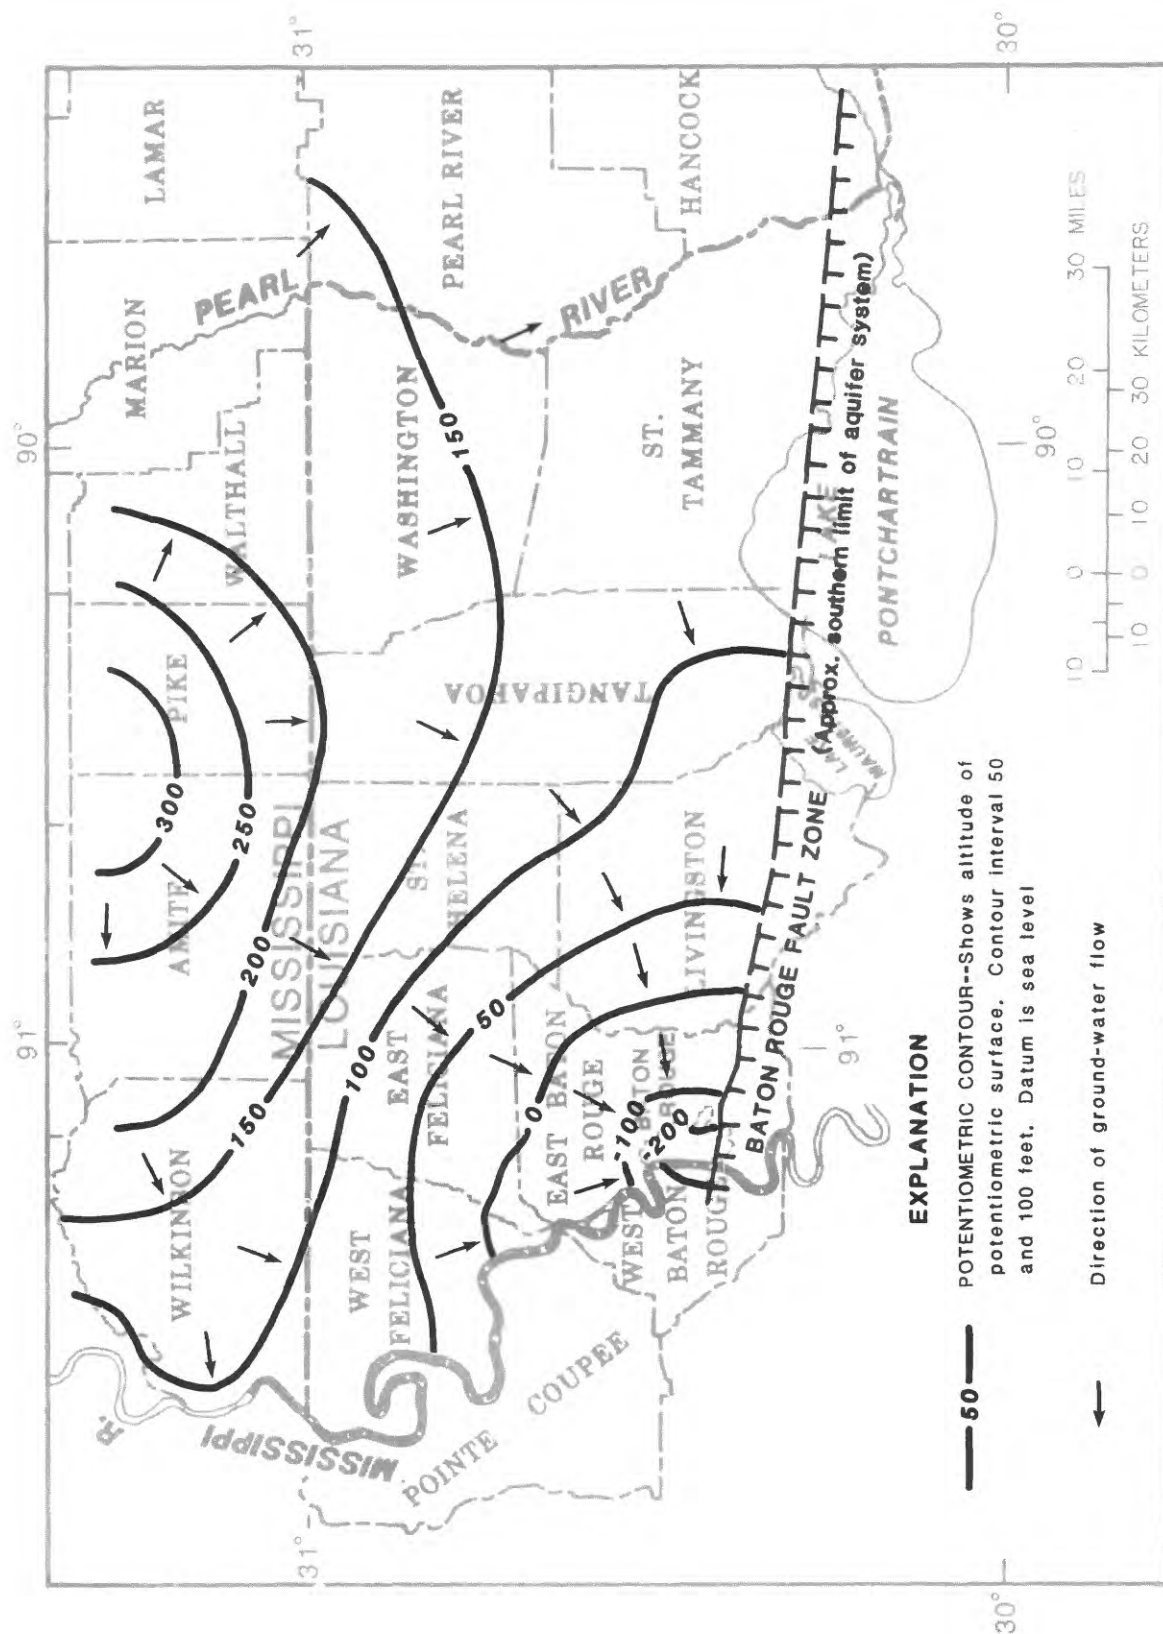 91°
90°
31°
31°
30°
30°
91°
90°
LAMAR
MARION
PEARL
RIVER
PEARL RIVER
HANCOCK
WALTHALL
PIKE
AMITE
WILKINSON
MISSISSIPPI
LOUISIANA
WASHINGTON
ST.
TAMMANY
TANGIPAHOA
ST.
HELENA
EAST
FELICIANA
WEST
FELICIANA
LIVINGSTON
EAST BATON
ROUGE
BATON
ROUGE
WEST
BATON
ROUGE
POINTE COUPEE
MISSISSIPPI
R.
LAKE
PONTCHARTRAIN
LAKE
MAUREPAS
300
250
200
150
150
100
50
0
-100
-200
BATON ROUGE FAULT ZONE
(Approx. southern limit of aquifer system)
10 0 10 20 30 MILES
10 0 10 20 30 KILOMETERS
EXPLANATION
50 POTENTIOMETRIC CONTOUR--Shows altitude of
potentiometric surface. Contour interval 50
and 100 feet. Datum is sea level
Direction of ground-water flow